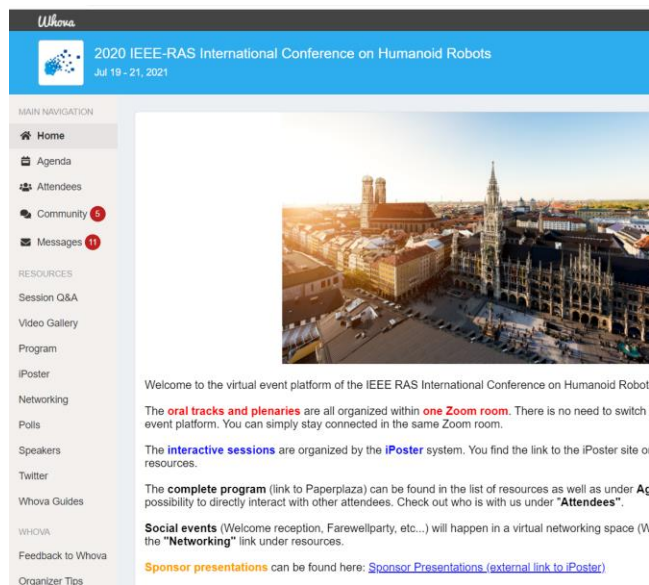 Whova
2020 IEEE-RAS International Conference on Humanoid Robots
Jul 19 - 21, 2021
MAIN NAVIGATION
Home
Agenda
Attendees
Community 5
Messages 11
RESOURCES
Session Q&A
Video Gallery
Program
iPoster
Networking
Polls
Speakers
Twitter
Whova Guides
WHOVA
Feedback to Whova
Organizer Tips
Welcome to the virtual event platform of the IEEE RAS International Conference on Humanoid Robot
The oral tracks and plenaries are all organized within one Zoom room. There is no need to switch
event platform. You can simply stay connected in the same Zoom room.
The interactive sessions are organized by the iPoster system. You find the link to the iPoster site o
resources.
The complete program (link to Paperplaza) can be found in the list of resources as well as under Ag
possibility to directly interact with other attendees. Check out who is with us under "Attendees".
Social events (Welcome reception, Farewellparty, etc...) will happen in a virtual networking space (W
the "Networking" link under resources.
Sponsor presentations can be found here: Sponsor Presentations (external link to iPoster)